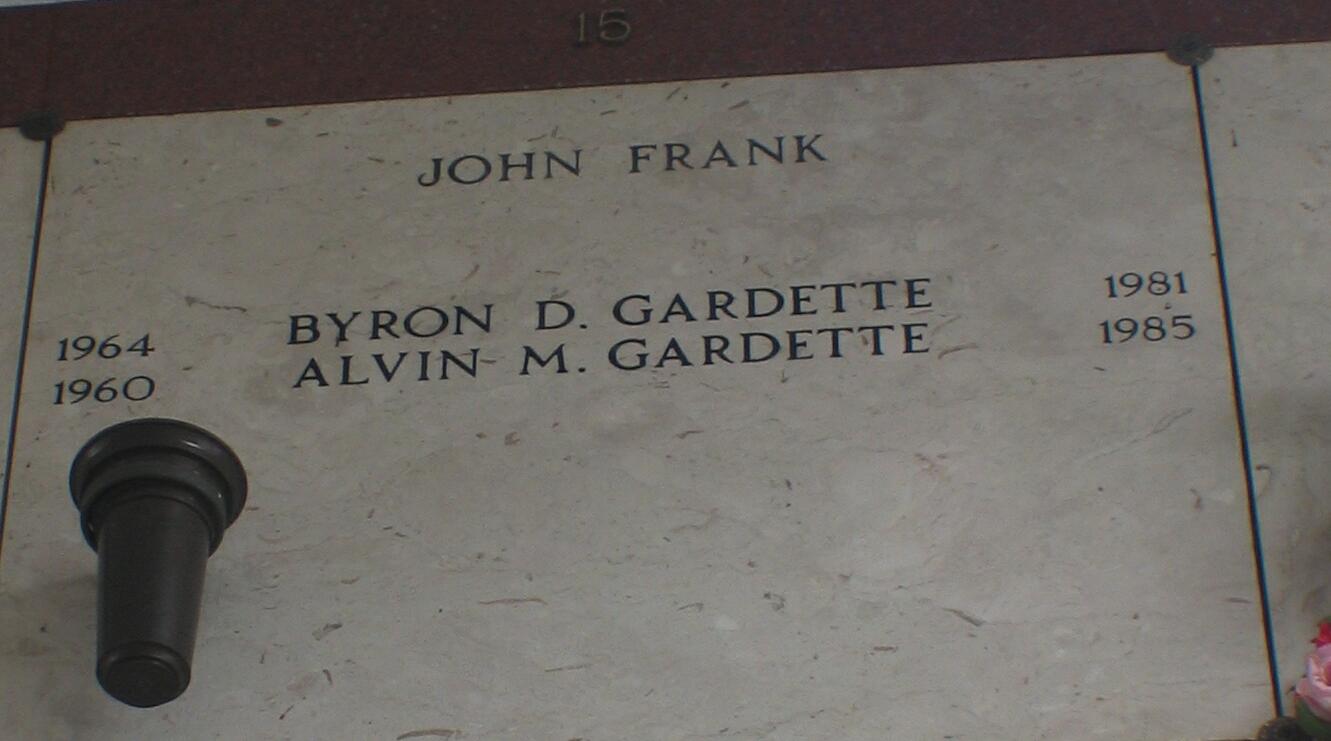 15
JOHN FRANK
1964 BYRON D. GARDETTE 1981
1960 ALVIN M. GARDETTE 1985